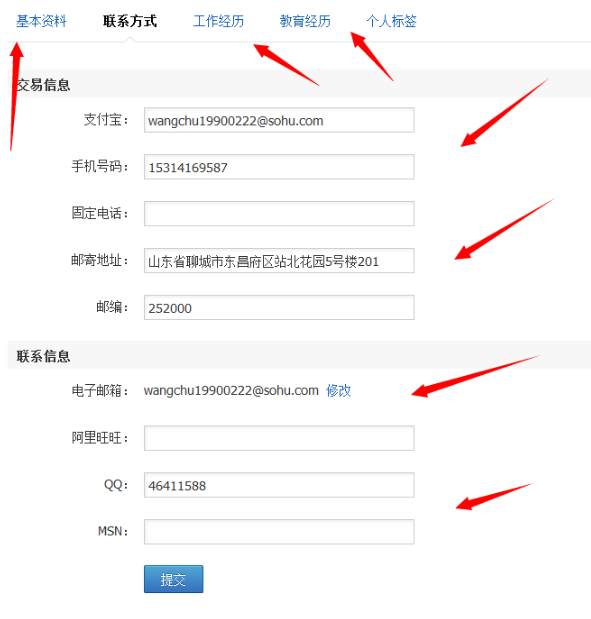 基本资料 联系方式 工作经历 教育经历 个人标签
交易信息
支付宝： wangchu19900222@sohu.com
手机号码： 15314169587
固定电话：
邮寄地址： 山东省聊城市东昌府区站北花园5号楼201
邮编： 252000
联系信息
电子邮箱： wangchu19900222@sohu.com 修改
阿里旺旺：
QQ： 46411588
MSN：
提交